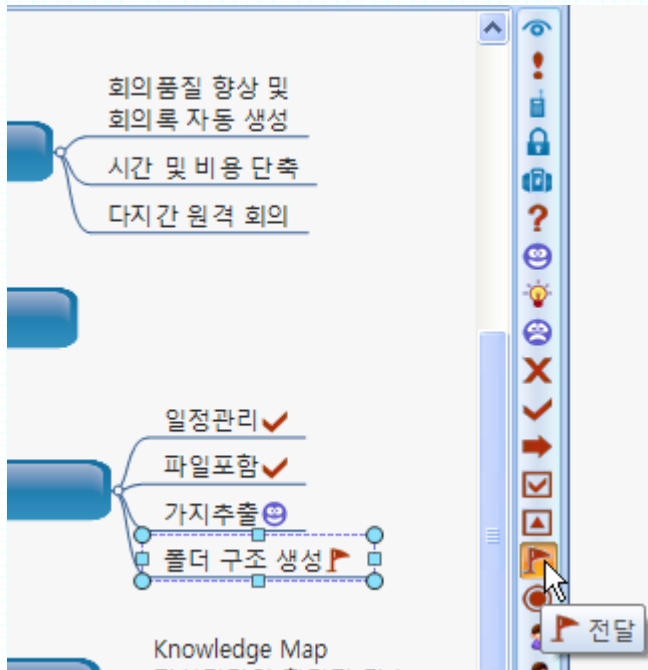 회의품질 향상 및
회의록 자동 생성
시간 및 비용 단축
다지간 원격 회의
일정관리
파일포함
가지추출
폴더 구조 생성
전달
Knowledge Map